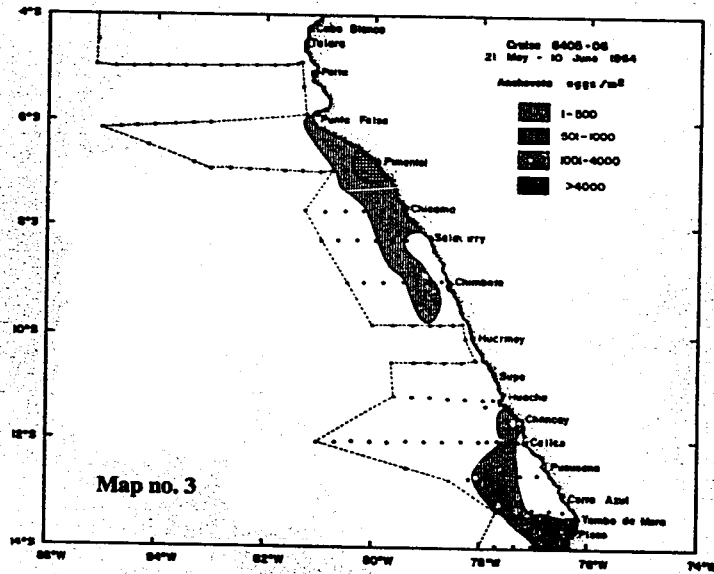 4°S
Cabo Blanco
Talara
Cruise 6405-06
21 May - 10 June 1964
Paita
Anchoveta eggs/m²
6°S
Punta Falsa
1-500
501-1000
1001-4000
>4000
Pimentel
Chicama
8°S
Salaverry
Chimbote
10°S
Huarmey
Supe
Huacho
Chancay
12°S
Callao
Pucusana
Map no. 3
Cerro Azul
Tambo de Mora
Pisco
14°S
86°W
84°W
82°W
80°W
78°W
76°W
74°W